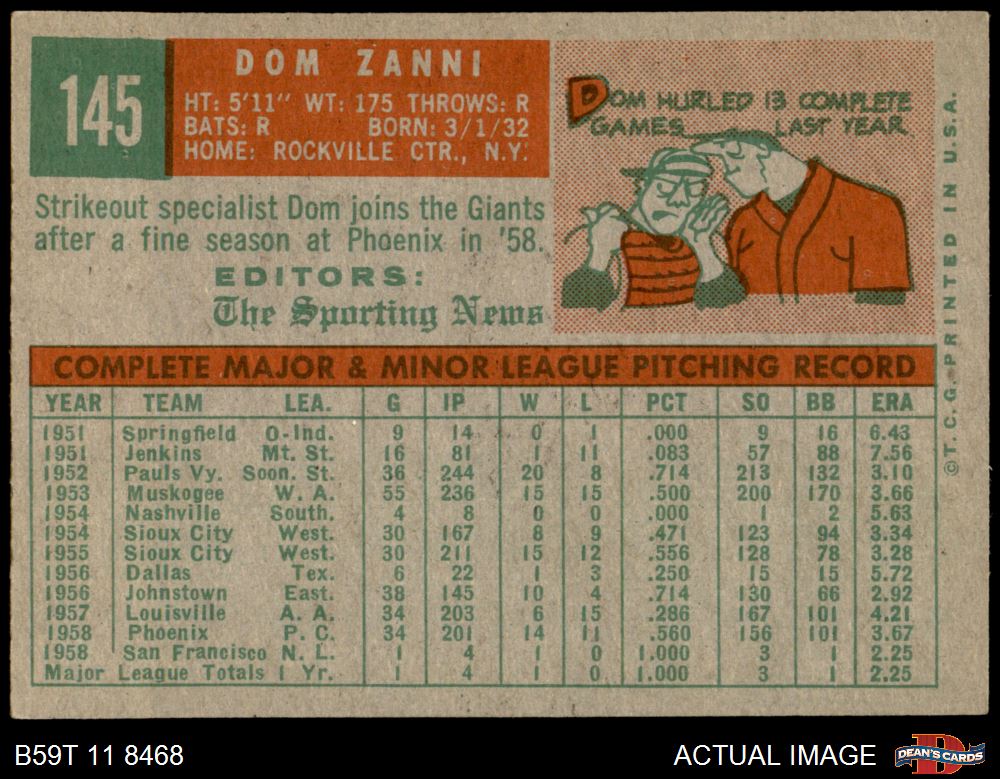 145
DOM ZANNI
HT: 5'11" WT: 175 THROWS: R
BATS: R BORN: 3/1/32
HOME: ROCKVILLE CTR., N.Y.
Strikeout specialist Dom joins the Giants
after a fine season at Phoenix in '58.
EDITORS:
The Sporting News
DOM HURLED 13 COMPLETE
GAMES LAST YEAR.
©T.C.G. PRINTED IN U.S.A.
COMPLETE MAJOR & MINOR LEAGUE PITCHING RECORD
YEAR TEAM LEA. G IP W L PCT SO BB ERA
1951 Springfield O-Ind. 9 14 0 1 .000 9 16 6.43
1951 Jenkins Mt. St. 16 81 1 11 .083 57 88 7.56
1952 Pauls Vy. Soon. St. 36 244 20 8 .714 213 132 3.10
1953 Muskogee W. A. 55 236 15 15 .500 200 170 3.66
1954 Nashville South. 4 8 0 0 .000 1 2 5.63
1954 Sioux City West. 30 167 8 9 .471 123 94 3.34
1955 Sioux City West. 30 211 15 12 .556 128 78 3.28
1956 Dallas Tex. 6 22 1 3 .250 15 15 5.72
1956 Johnstown East. 38 145 10 4 .714 130 66 2.92
1957 Louisville A. A. 34 203 6 15 .286 167 101 4.21
1958 Phoenix P. C. 34 201 14 11 .560 156 101 3.67
1958 San Francisco N. L. 1 4 1 0 1.000 3 1 2.25
Major League Totals 1 Yr. 1 4 1 0 1.000 3 1 2.25
B59T 11 8468
ACTUAL IMAGE
D
DEAN'S CARDS